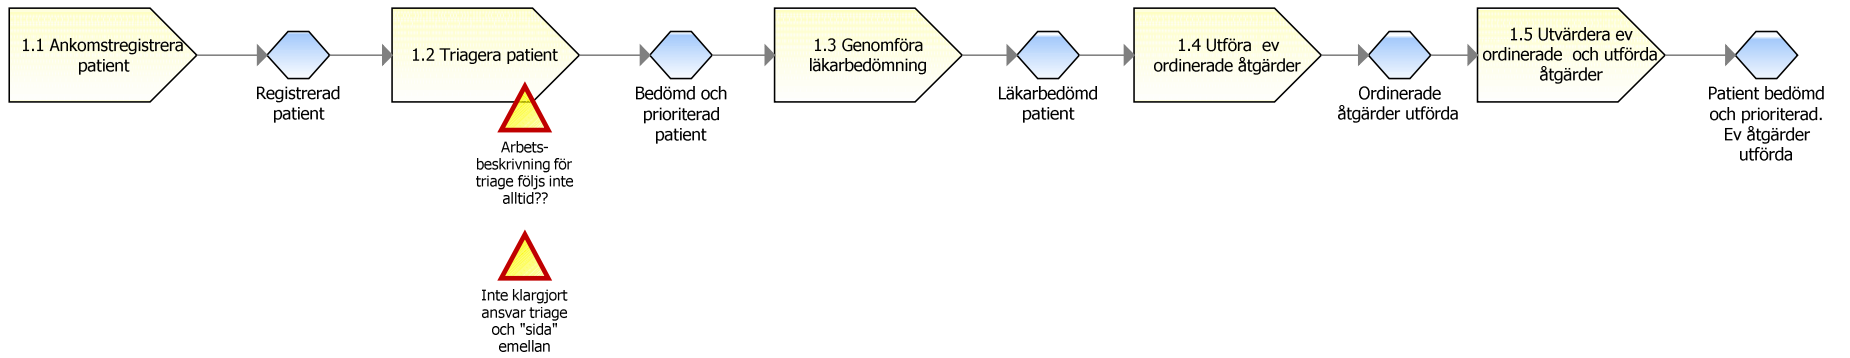 1.1 Ankomstregistrera
patient
Registrerad
patient
1.2 Triagera patient
Arbets-
beskrivning för
triage följs inte
alltid??
Inte klargjort
ansvar triage
och "sida"
emellan
Bedömd och
prioriterad
patient
1.3 Genomföra
läkarbedömning
Läkarbedömd
patient
1.4 Utföra ev
ordinerade åtgärder
Ordinerade
åtgärder utförda
1.5 Utvärdera ev
ordinerade och utförda
åtgärder
Patient bedömd
och prioriterad.
Ev åtgärder
utförda